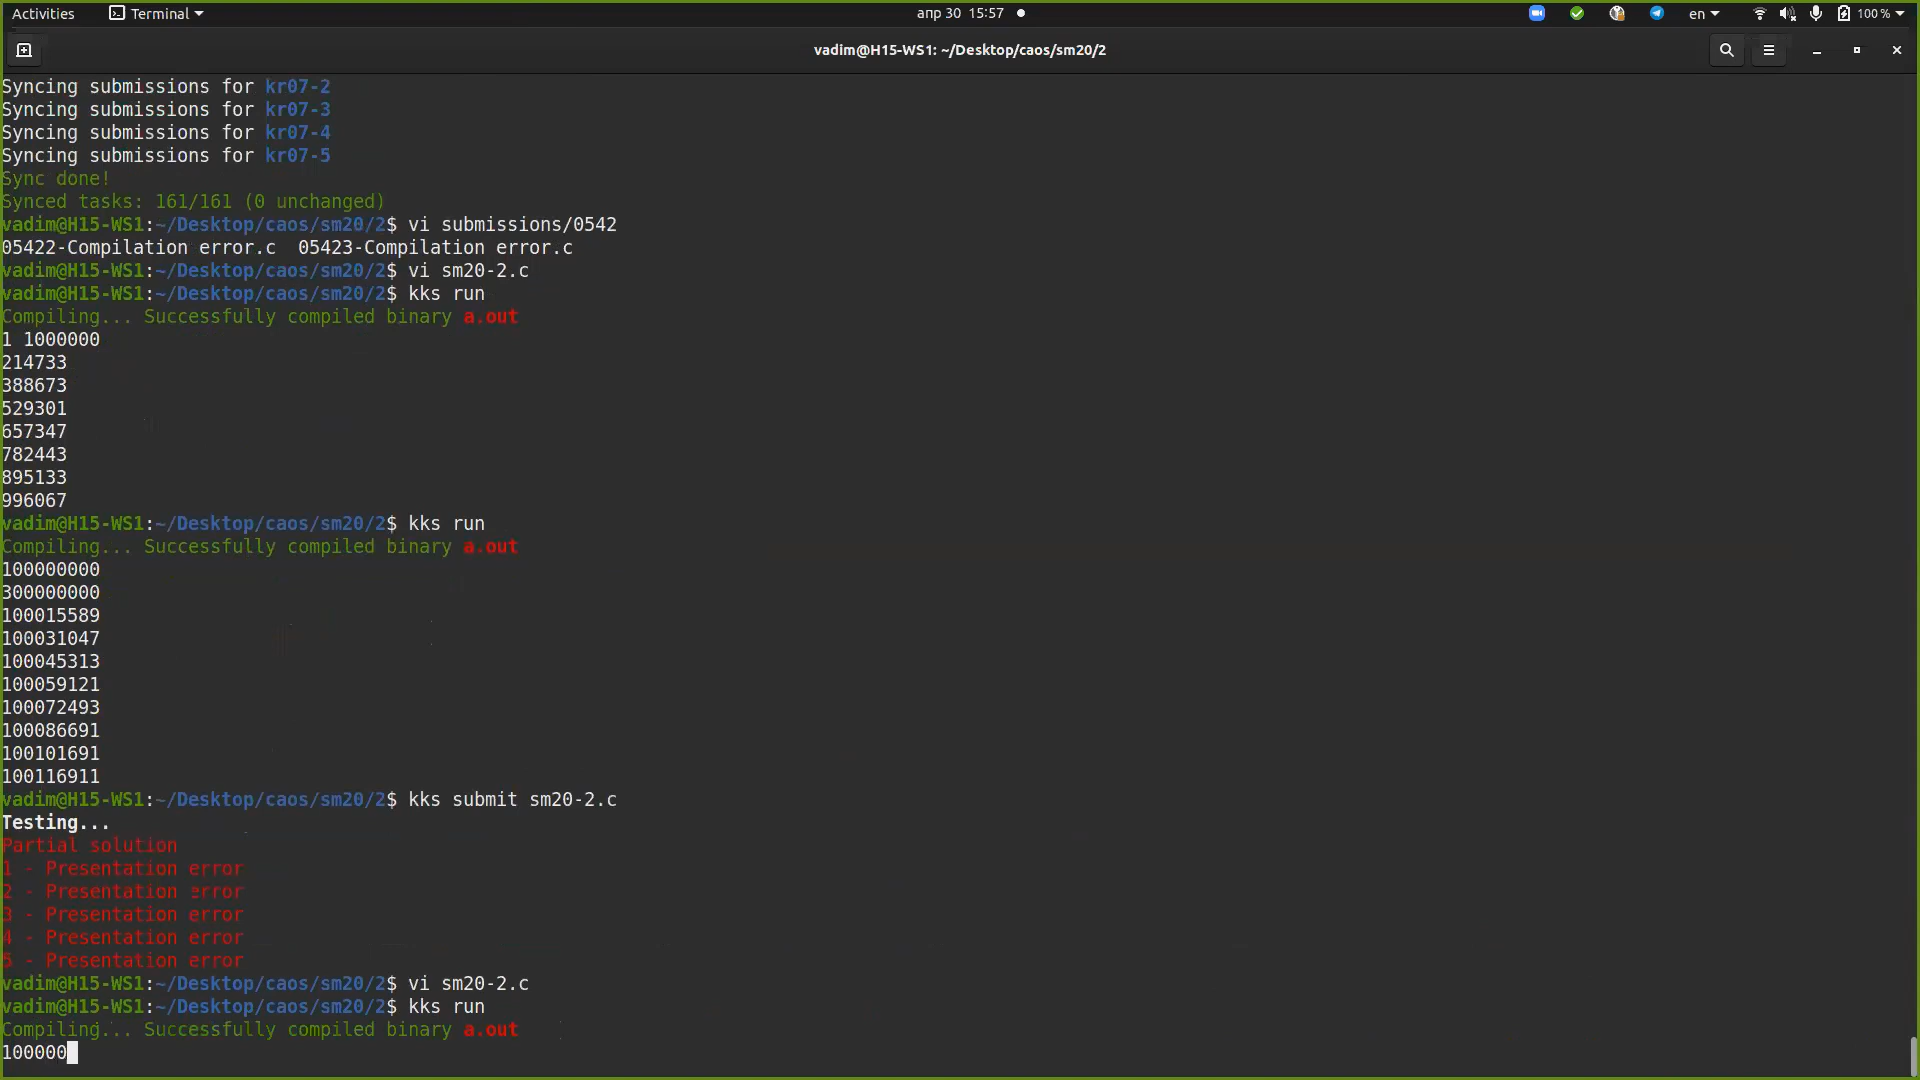 Activities Terminal апр 30 15:57 en 100 %
vadim@H15-WS1: ~/Desktop/caos/sm20/2
Syncing submissions for kr07-2
Syncing submissions for kr07-3
Syncing submissions for kr07-4
Syncing submissions for kr07-5
Sync done!
Synced tasks: 161/161 (0 unchanged)
vadim@H15-WS1:~/Desktop/caos/sm20/2$ vi submissions/0542
05422-Compilation error.c 05423-Compilation error.c
vadim@H15-WS1:~/Desktop/caos/sm20/2$ vi sm20-2.c
vadim@H15-WS1:~/Desktop/caos/sm20/2$ kks run
Compiling... Successfully compiled binary a.out
1 1000000
214733
388673
529301
657347
782443
895133
996067
vadim@H15-WS1:~/Desktop/caos/sm20/2$ kks run
Compiling... Successfully compiled binary a.out
100000000
300000000
100015589
100031047
100045313
100059121
100072493
100086691
100101691
100116911
vadim@H15-WS1:~/Desktop/caos/sm20/2$ kks submit sm20-2.c
Testing...
Partial solution
1 - Presentation error
2 - Presentation error
3 - Presentation error
4 - Presentation error
5 - Presentation error
vadim@H15-WS1:~/Desktop/caos/sm20/2$ vi sm20-2.c
vadim@H15-WS1:~/Desktop/caos/sm20/2$ kks run
Compiling... Successfully compiled binary a.out
100000